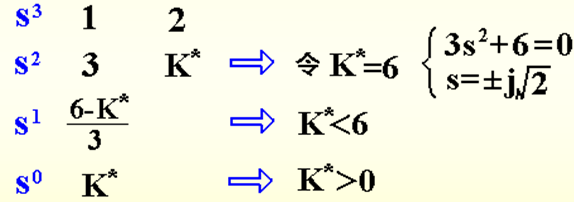 s³ 1 2
s² 3 K* ⇒ 令 K*=6 { 3s²+6=0
s=±j√2
s¹ (6-K*)/3 ⇒ K*<6
s⁰ K* ⇒ K*>0